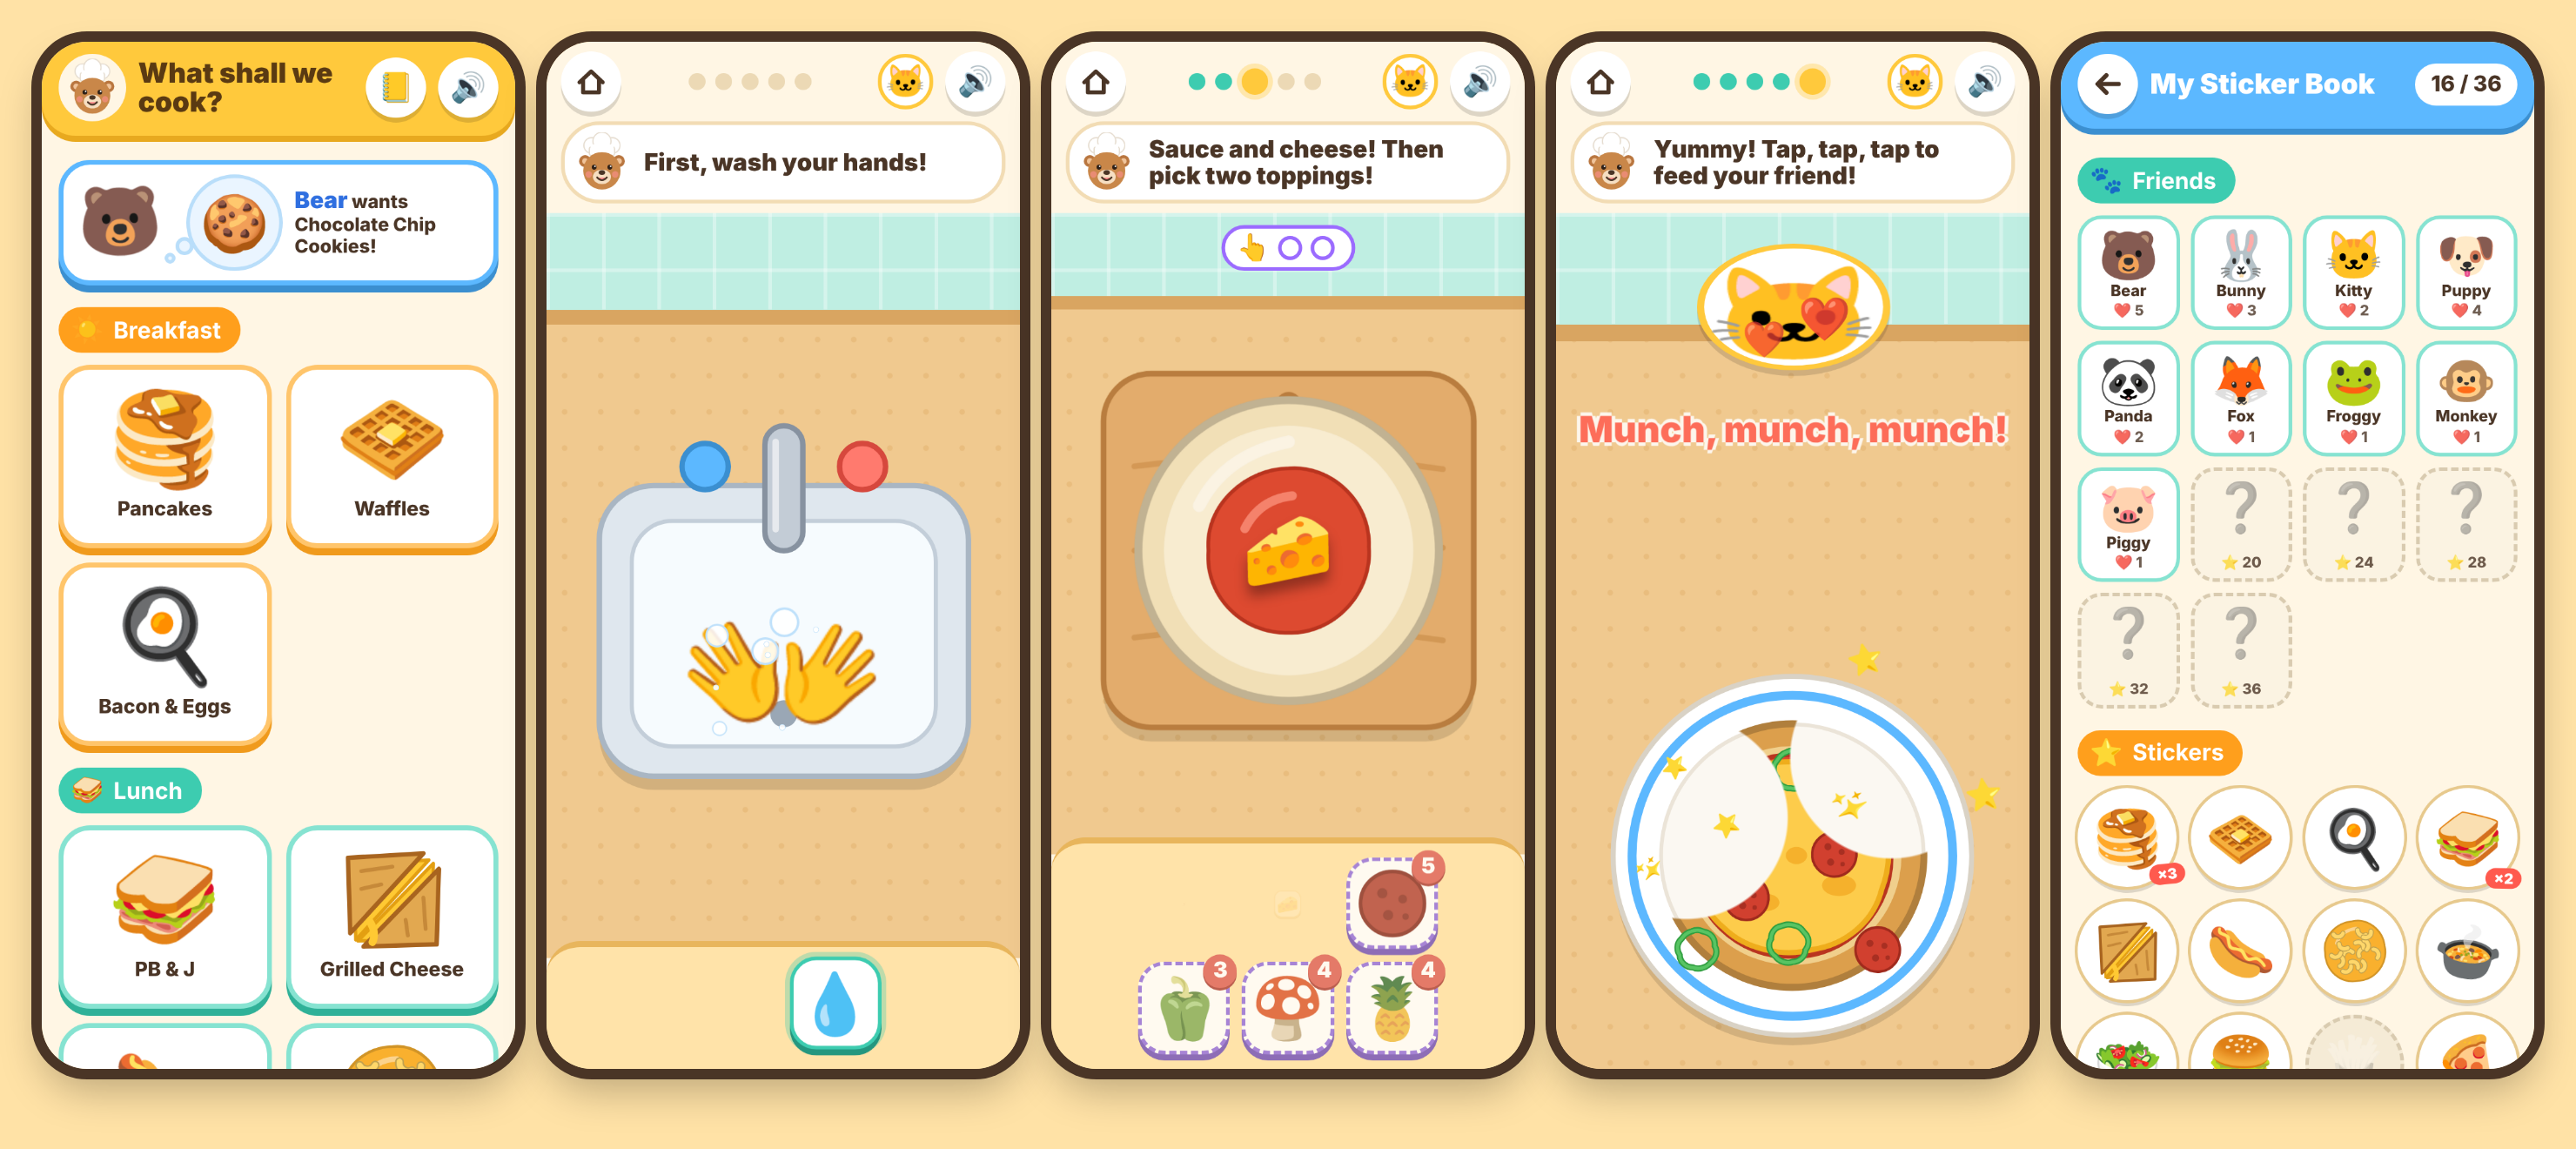 What shall we
cook?
Bear wants
Chocolate Chip
Cookies!
Breakfast
Pancakes
Waffles
Bacon & Eggs
Lunch
PB & J
Grilled Cheese
First, wash your hands!
Sauce and cheese! Then
pick two toppings!
5
3
4
4
Yummy! Tap, tap, tap to
feed your friend!
Munch, munch, munch!
My Sticker Book
16 / 36
Friends
Bear
Bunny
Kitty
Puppy
5
3
2
4
Panda
Fox
Froggy
Monkey
2
1
1
1
Piggy
? ? ?
1
20
24
28
? ?
32
36
Stickers
×3
×2